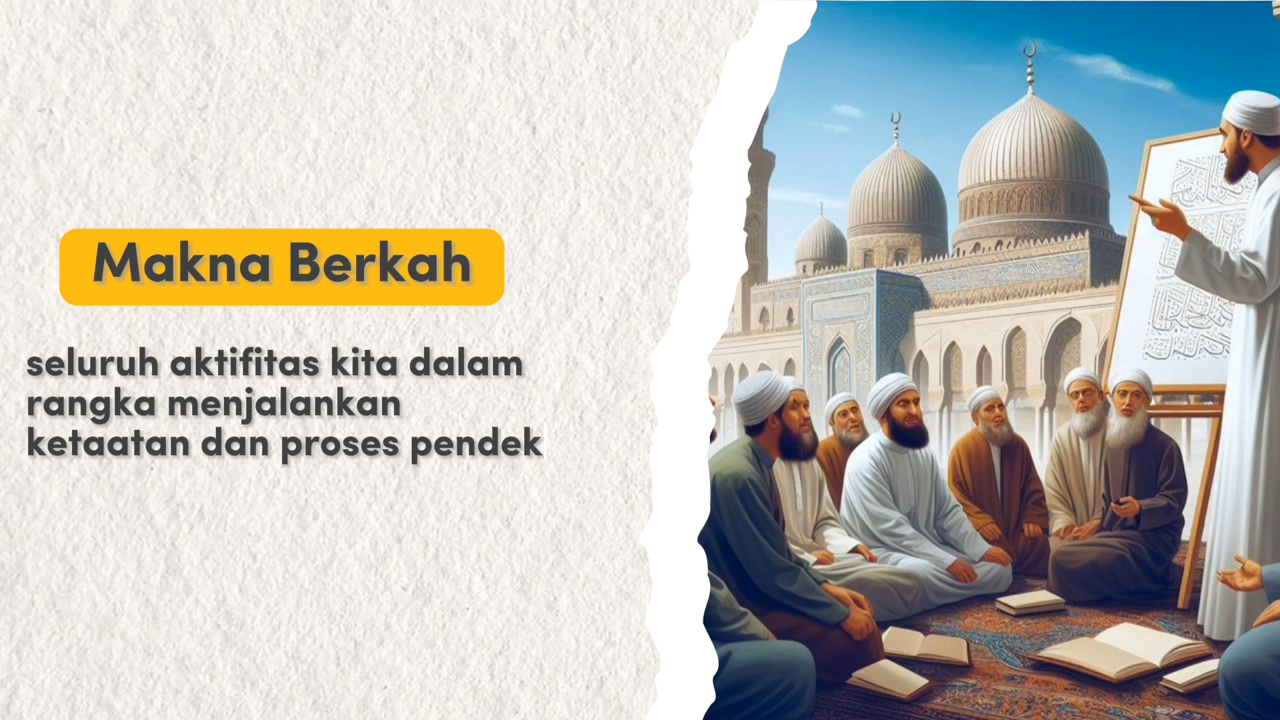 Makna Berkah
seluruh aktifitas kita dalam
rangka menjalankan
ketaatan dan proses pendek